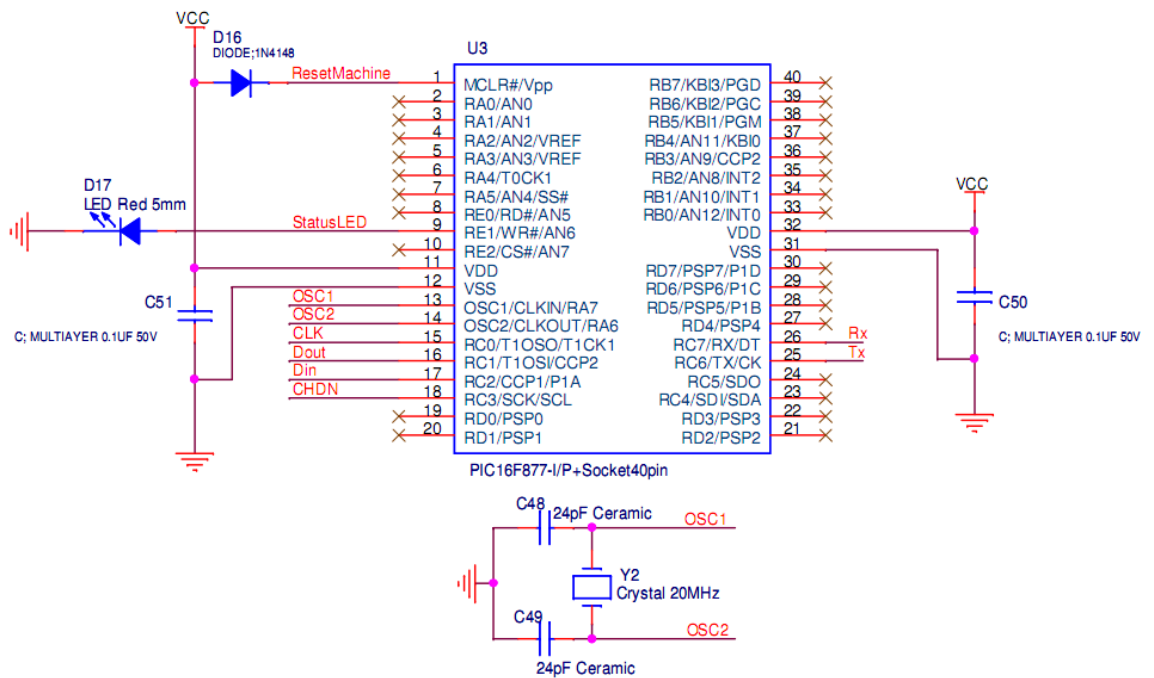 VCC
D16
DIODE;1N4148
ResetMachine
U3
1 MCLR#/Vpp RB7/KBI3/PGD 40
2 RA0/AN0 RB6/KBI2/PGC 39
3 RA1/AN1 RB5/KBI1/PGM 38
4 RA2/AN2/VREF RB4/AN11/KBI0 37
5 RA3/AN3/VREF RB3/AN9/CCP2 36
6 RA4/T0CK1 RB2/AN8/INT2 35
7 RA5/AN4/SS# RB1/AN10/INT1 34
8 RE0/RD#/AN5 RB0/AN12/INT0 33
9 RE1/WR#/AN6 VDD 32
10 RE2/CS#/AN7 VSS 31
11 VDD RD7/PSP7/P1D 30
12 VSS RD6/PSP6/P1C 29
13 OSC1/CLKIN/RA7 RD5/PSP5/P1B 28
14 OSC2/CLKOUT/RA6 RD4/PSP4 27
15 RC0/T1OSO/T1CK1 RC7/RX/DT 26
16 RC1/T1OSI/CCP2 RC6/TX/CK 25
17 RC2/CCP1/P1A RC5/SDO 24
18 RC3/SCK/SCL RC4/SDI/SDA 23
19 RD0/PSP0 RD3/PSP3 22
20 RD1/PSP1 RD2/PSP2 21
PIC16F877-I/P+Socket40pin
D17
LED Red 5mm
StatusLED
OSC1
OSC2
CLK
Dout
Din
CHDN
C51
C; MULTIAYER 0.1UF 50V
VCC
C50
C; MULTIAYER 0.1UF 50V
Rx
Tx
C48
24pF Ceramic
OSC1
Y2
Crystal 20MHz
C49
OSC2
24pF Ceramic